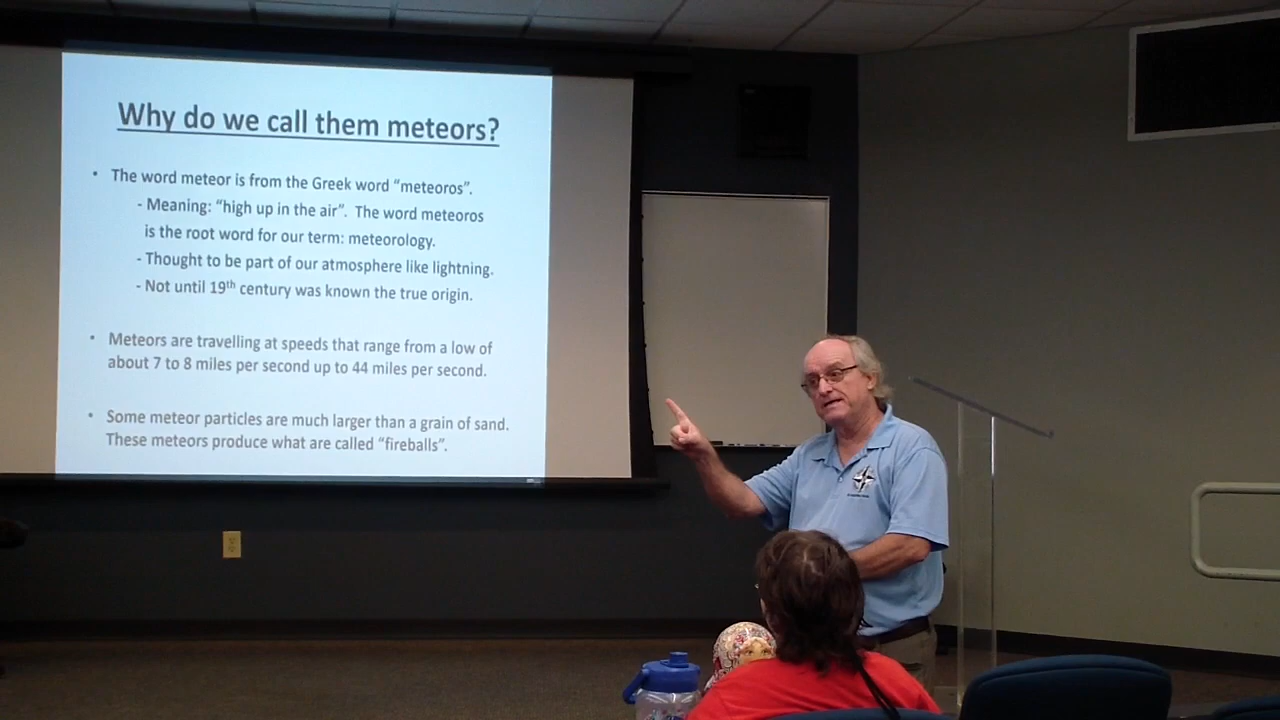 Why do we call them meteors?
• The word meteor is from the Greek word “meteoros”.
- Meaning: “high up in the air”. The word meteoros
is the root word for our term: meteorology.
- Thought to be part of our atmosphere like lightning.
- Not until 19th century was known the true origin.
• Meteors are travelling at speeds that range from a low of
about 7 to 8 miles per second up to 44 miles per second.
• Some meteor particles are much larger than a grain of sand.
These meteors produce what are called “fireballs”.